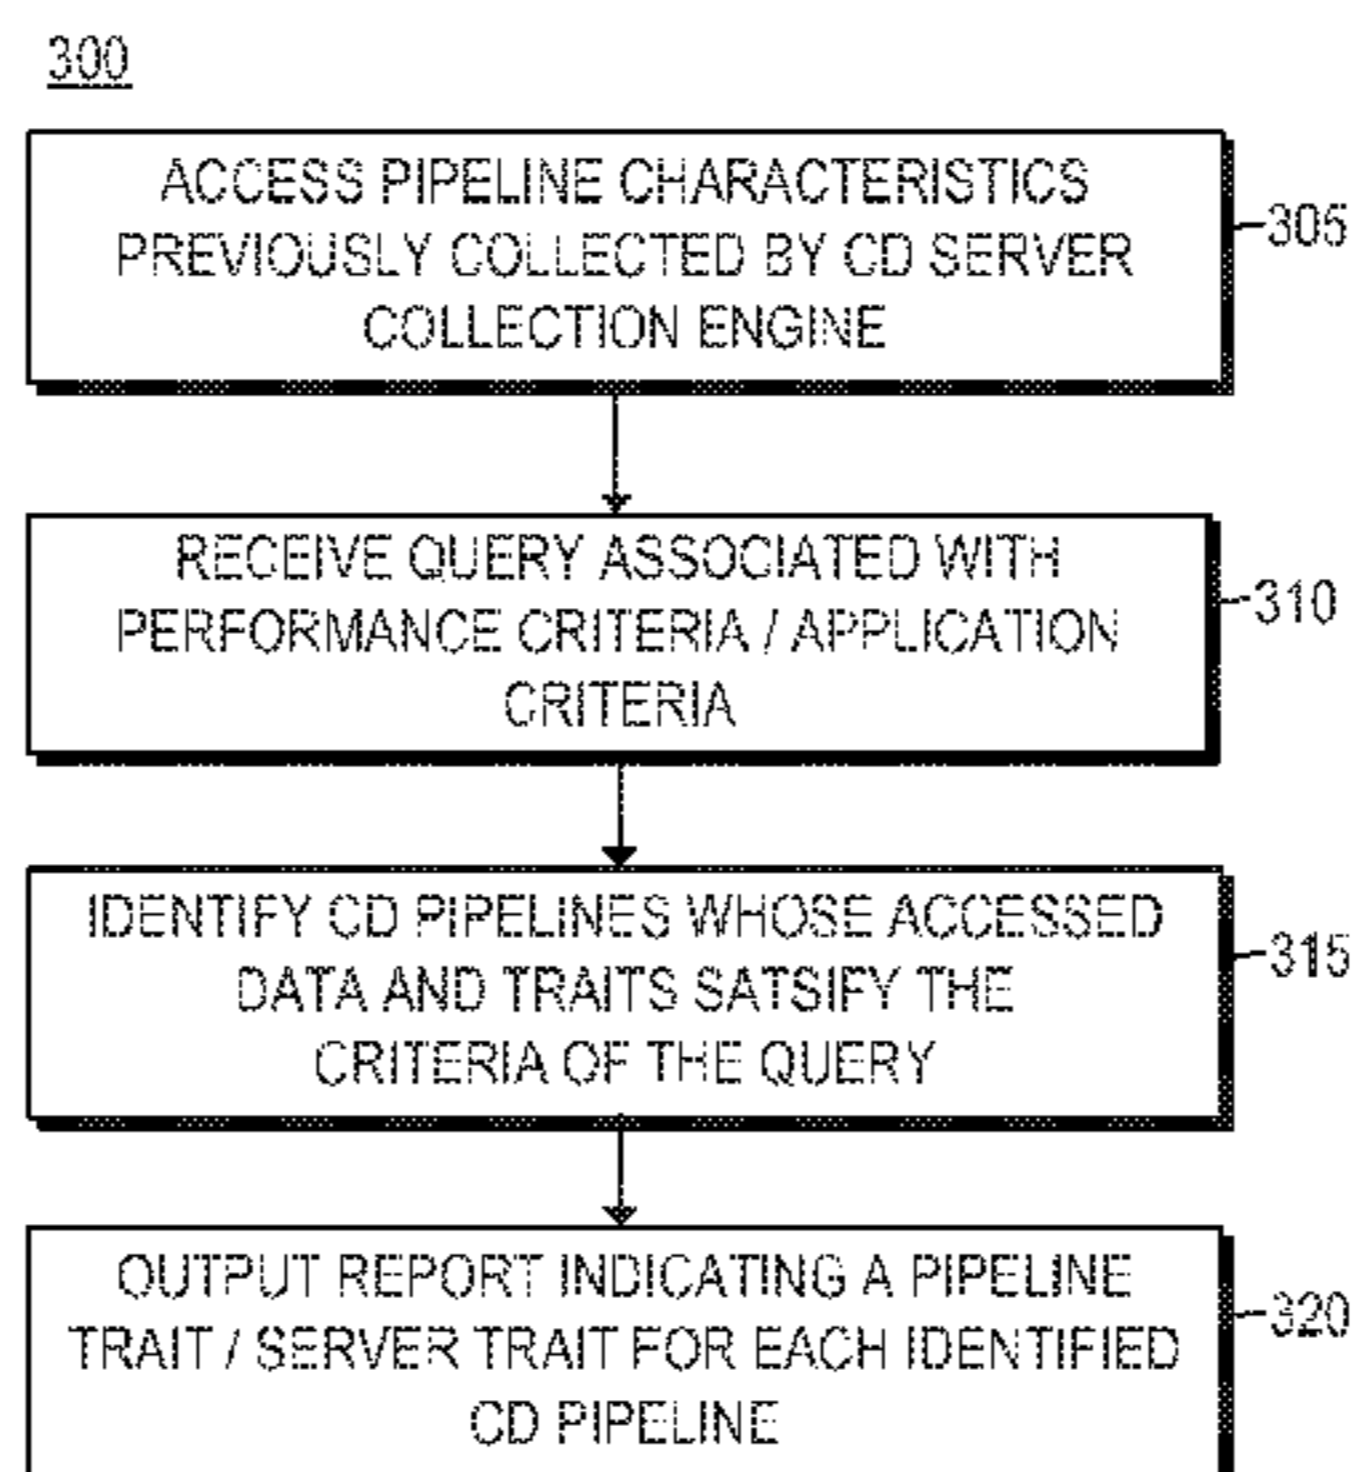 300
ACCESS PIPELINE CHARACTERISTICS
PREVIOUSLY COLLECTED BY CD SERVER
COLLECTION ENGINE
305
RECEIVE QUERY ASSOCIATED WITH
PERFORMANCE CRITERIA / APPLICATION
CRITERIA
310
IDENTIFY CD PIPELINES WHOSE ACCESSED
DATA AND TRAITS SATSIFY THE
CRITERIA OF THE QUERY
315
OUTPUT REPORT INDICATING A PIPELINE
TRAIT / SERVER TRAIT FOR EACH IDENTIFIED
CD PIPELINE
320